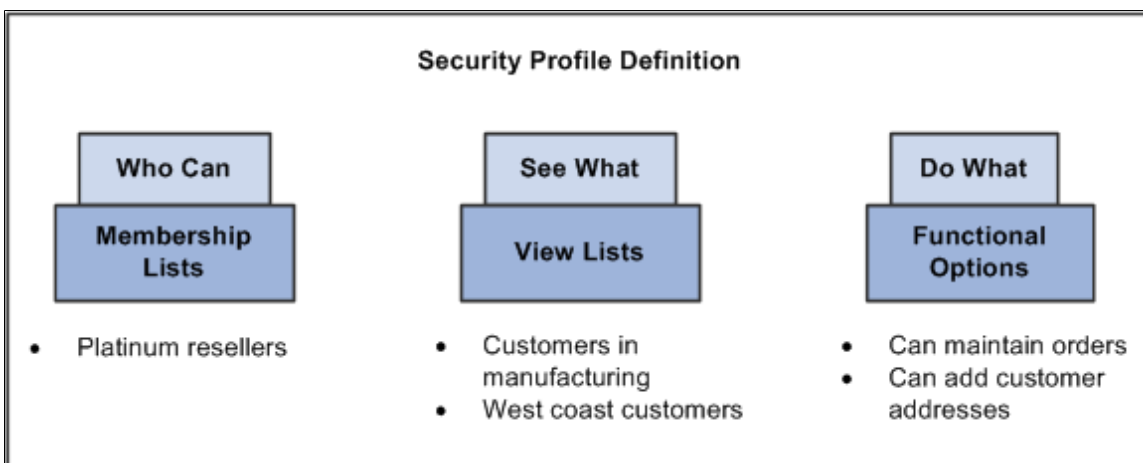 Security Profile Definition
Who Can
Membership
Lists
• Platinum resellers
See What
View Lists
• Customers in
manufacturing
• West coast customers
Do What
Functional
Options
• Can maintain orders
• Can add customer
addresses